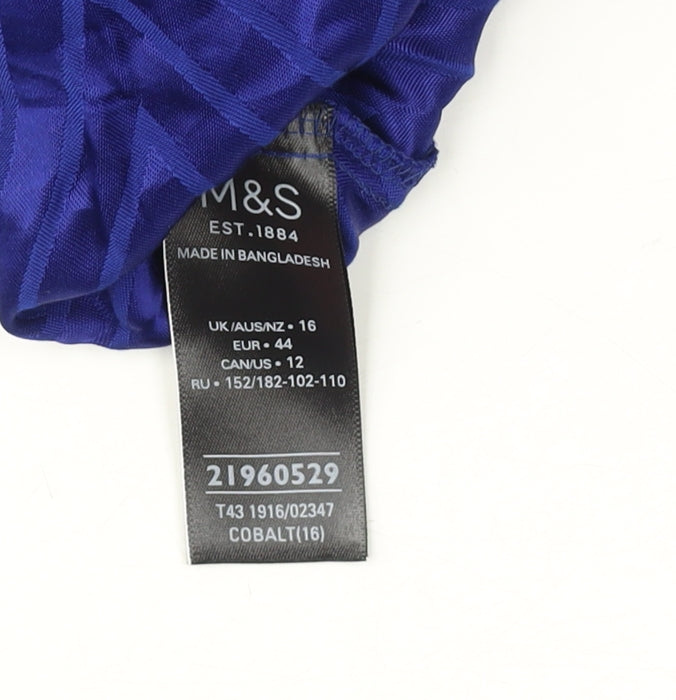 M&S
EST.1884
MADE IN BANGLADESH
UK/AUS/NZ • 16
EUR • 44
CAN/US • 12
RU • 152/182-102-110
21960529
T43 1916/02347
COBALT(16)